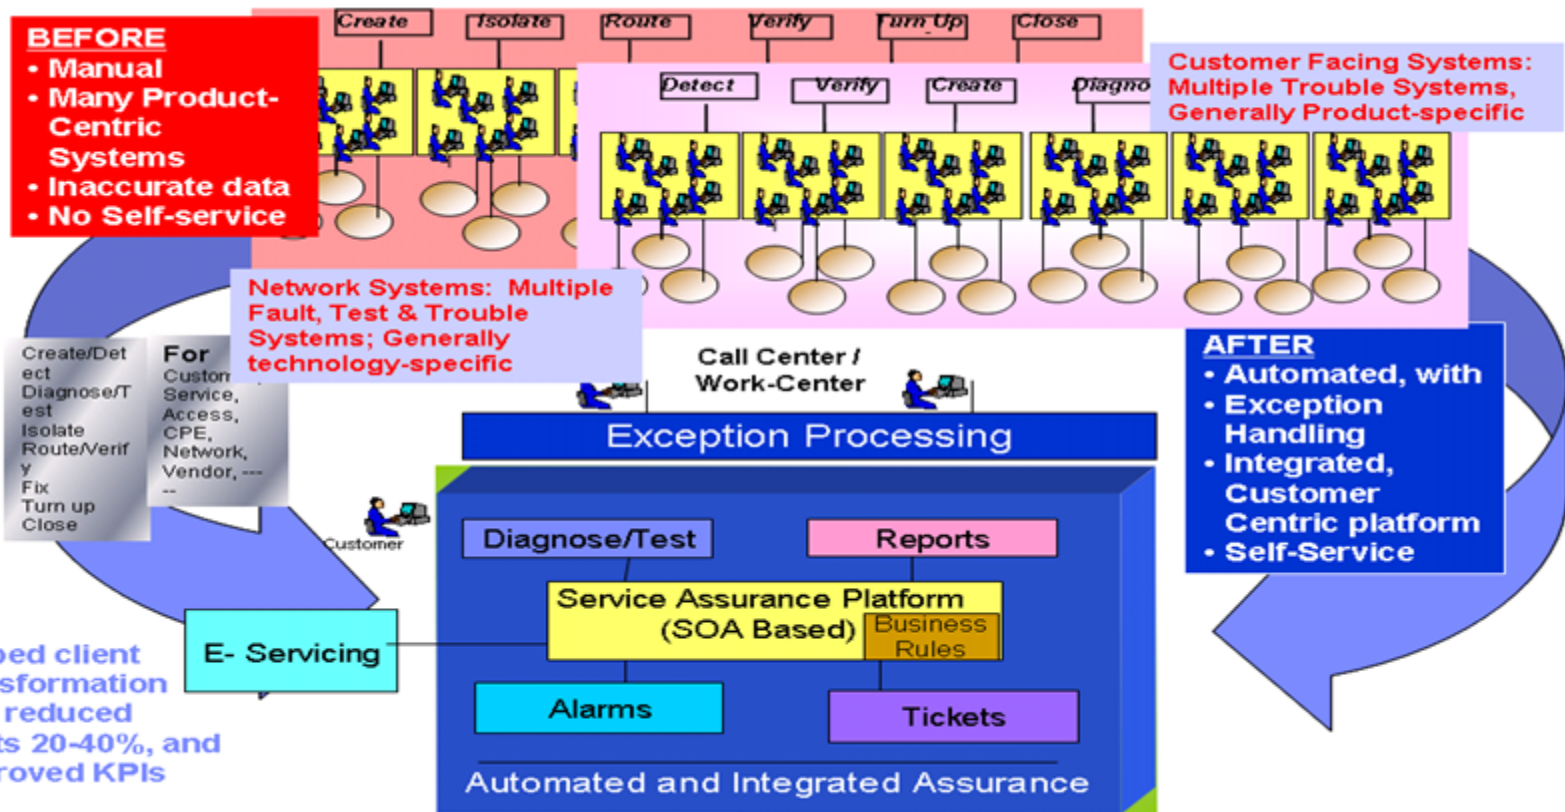 Create
Isolate
Route
Verify
Turn Up
Close
BEFORE
• Manual
• Many Product-
Centric
Systems
• Inaccurate data
• No Self-service
Detect
Verify
Create
Customer Facing Systems:
Multiple Trouble Systems,
Generally Product-specific
Network Systems: Multiple
Fault, Test & Trouble
Systems; Generally
technology-specific
Create/Det
ect
Diagnose/T
est
Isolate
Route/Verif
y
Fix
Turn up
Close
For
Service,
Access,
CPE,
Network,
Vendor, ---
--
Call Center /
Work-Center
Exception Processing
AFTER
• Automated, with
• Exception
Handling
• Integrated,
Customer
Centric platform
• Self-Service
Customer
Diagnose/Test
Reports
Service Assurance Platform
(SOA Based)
Business
Rules
E- Servicing
Alarms
Tickets
Automated and Integrated Assurance
client
reduced
20-40%, and
KPIs